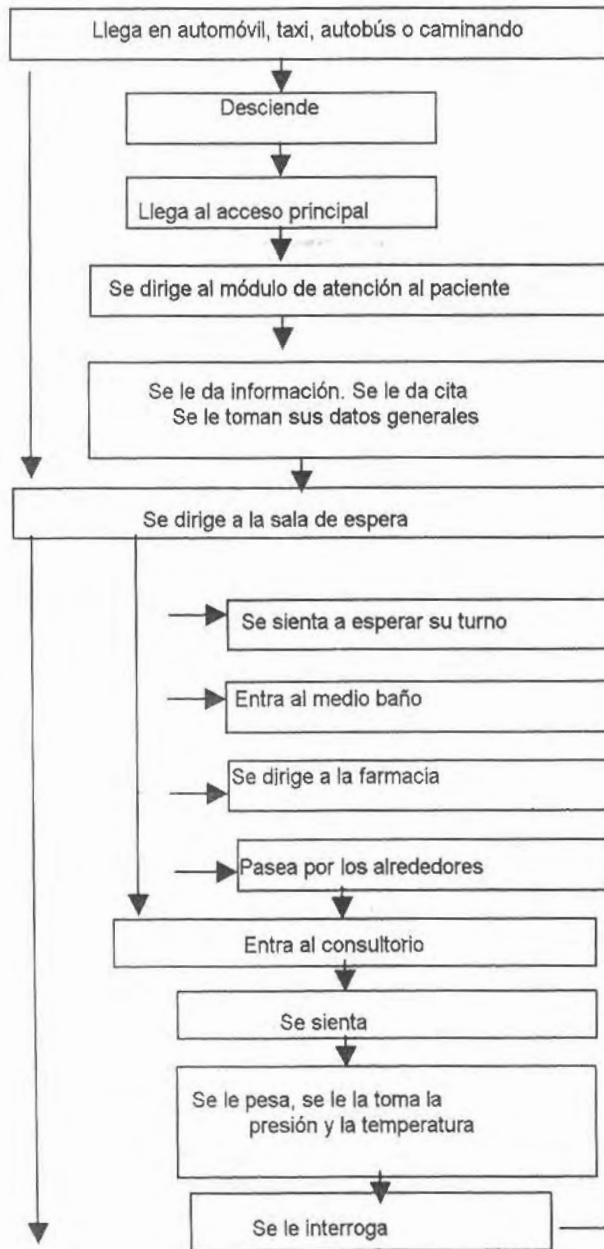 Llega en automóvil, taxi, autobús o caminando
Desciende
Llega al acceso principal
Se dirige al módulo de atención al paciente
Se le da información. Se le da cita
Se le toman sus datos generales
Se dirige a la sala de espera
Se sienta a esperar su turno
Entra al medio baño
Se dirige a la farmacia
Pasea por los alrededores
Entra al consultorio
Se sienta
Se le pesa, se le la toma la
presión y la temperatura
Se le interroga